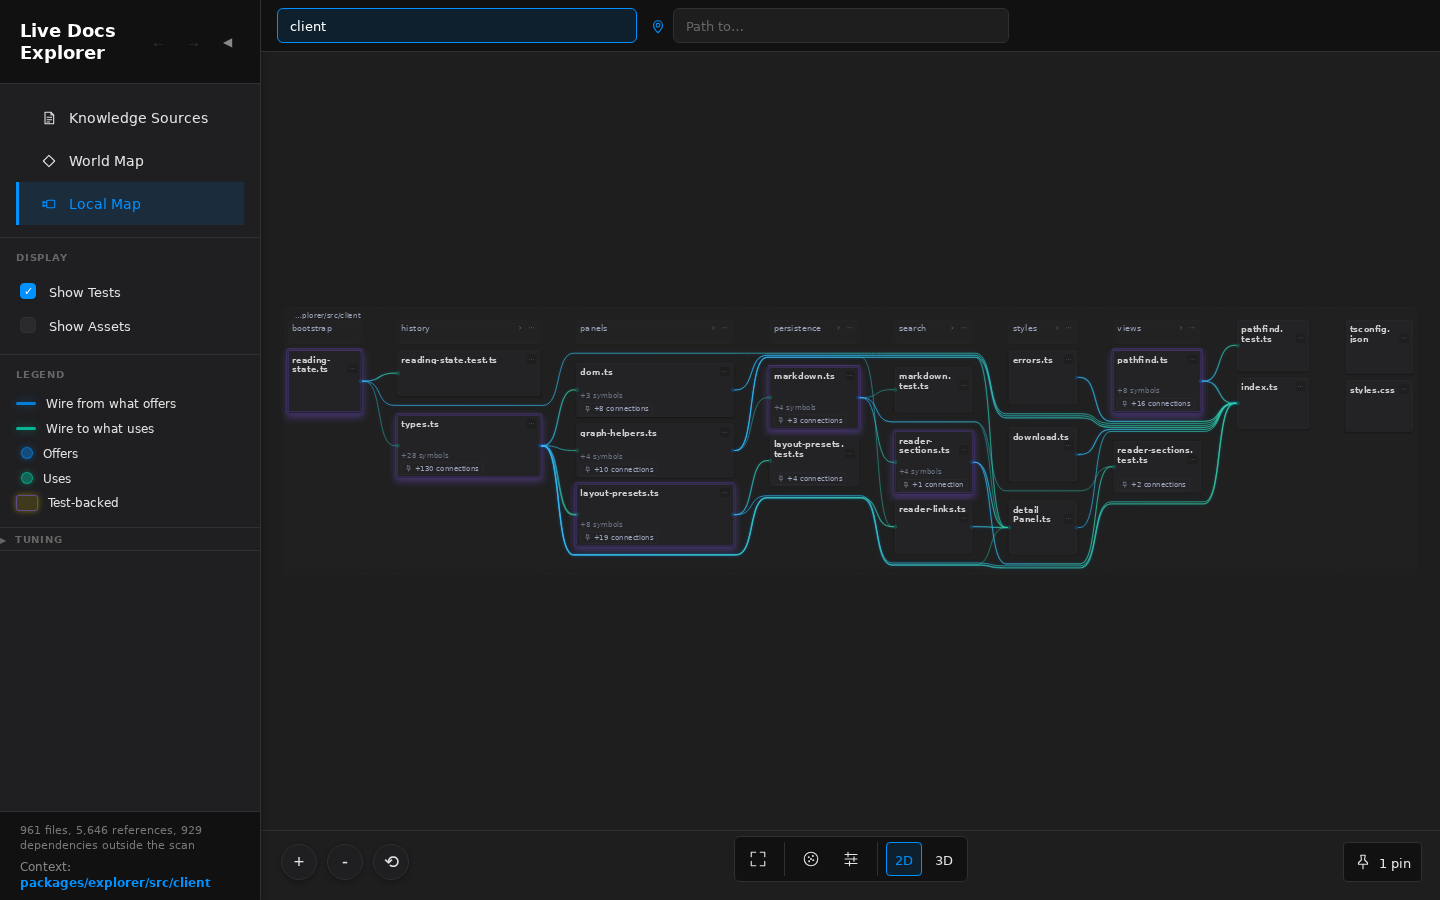 Live Docs
Explorer
← → ◀
Knowledge Sources
World Map
Local Map
DISPLAY
✓ Show Tests
Show Assets
LEGEND
Wire from what offers
Wire to what uses
Offers
Uses
Test-backed
▶ TUNING
961 files, 5,646 references, 929
dependencies outside the scan
Context:
packages/explorer/src/client
client
Path to...
...plorer/src/client
bootstrap
history
panels
persistence
search
styles
views
reading-
state.ts
reading-state.test.ts
types.ts
+28 symbols
+130 connections
dom.ts
+3 symbols
+8 connections
graph-helpers.ts
+4 symbols
+10 connections
layout-presets.ts
+8 symbols
+19 connections
markdown.ts
+4 symbols
+3 connections
layout-presets.
test.ts
+4 connections
markdown.
test.ts
reader-
sections.ts
+4 symbols
+1 connection
reader-links.ts
errors.ts
download.ts
detail
Panel.ts
pathfind.ts
+8 symbols
+16 connections
reader-sections.
test.ts
+2 connections
pathfind.
test.ts
index.ts
tsconfig.
json
styles.css
+
-
⟲
2D
3D
1 pin